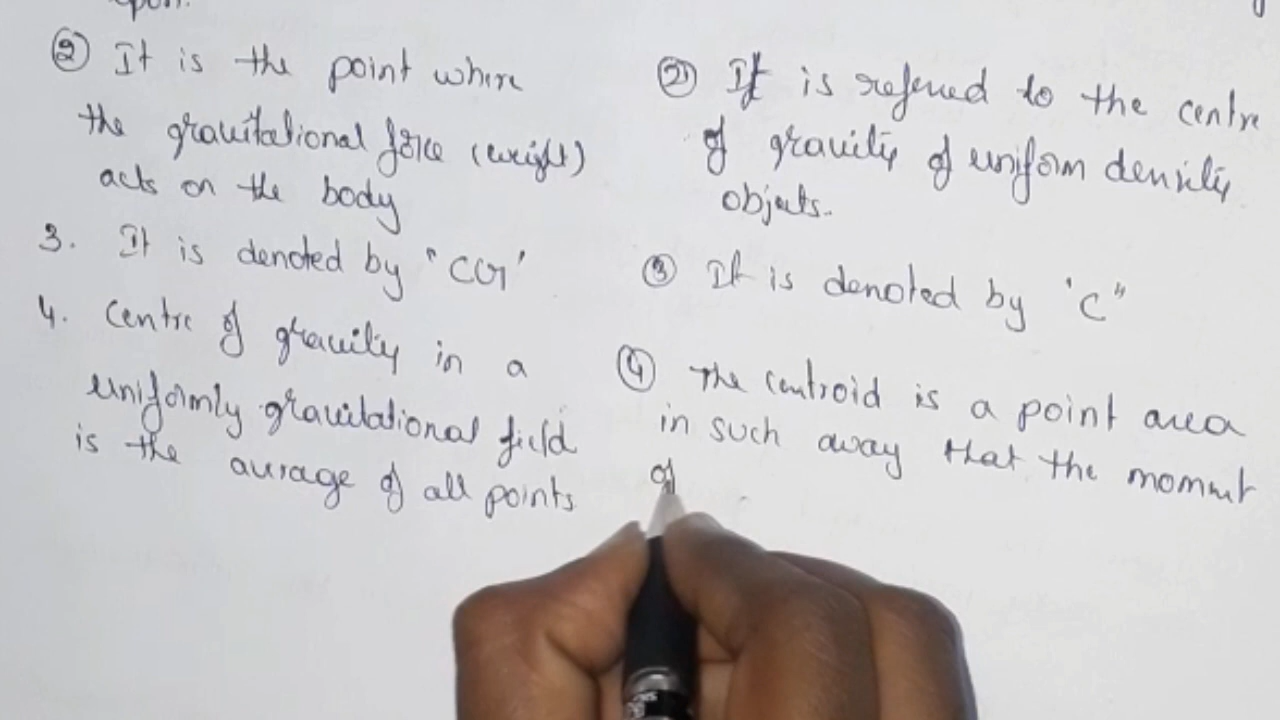 upon.
② It is the point where
the gravitational force (weight)
acts on the body
3. It is denoted by "CG'
4. Centre of gravity in a
uniformly gravitational field
is the average of all points
② It is referred to the centre
of gravity of uniform density
objects..
③ It is denoted by 'C"
④ The centroid is a point area
in such away that the moment
of